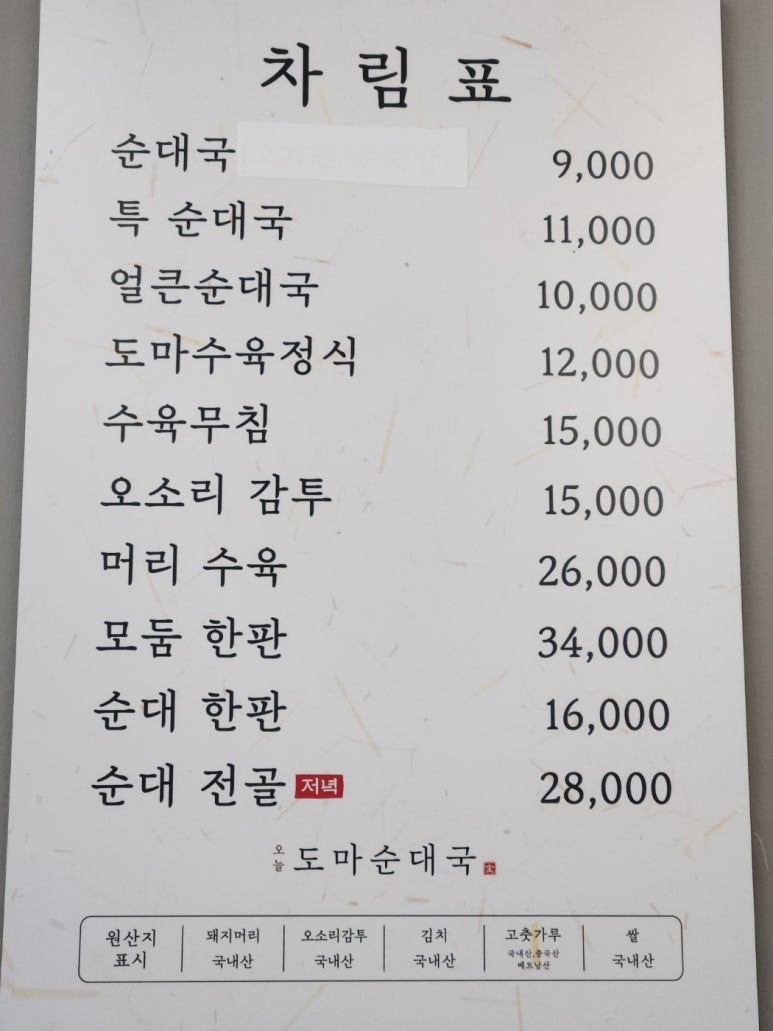 차림표
순대국 9,000
특 순대국 11,000
얼큰순대국 10,000
도마수육정식 12,000
수육무침 15,000
오소리 감투 15,000
머리 수육 26,000
모둠 한판 34,000
순대 한판 16,000
순대 전골 저녁 28,000
오늘 도마순대국
원산지 표시
돼지머리 국내산
오소리감투 국내산
김치 국내산
고춧가루 국내산,중국산 베트남산
쌀 국내산